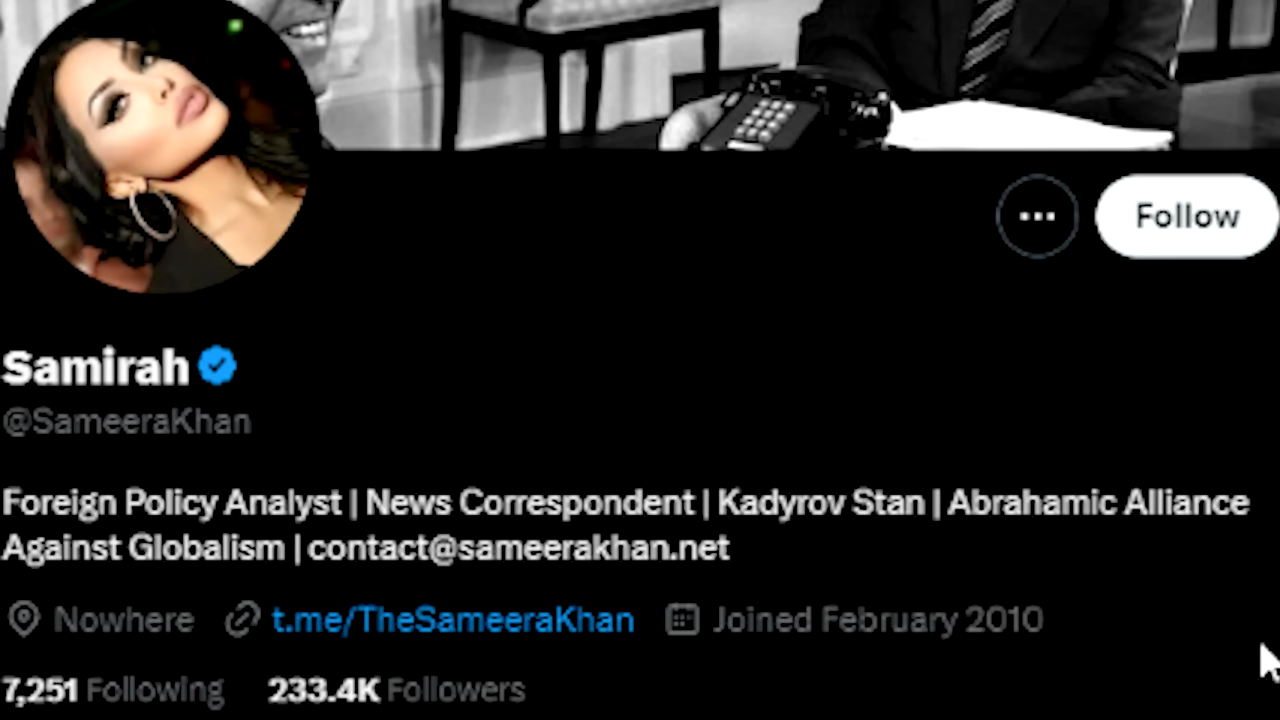 Follow
Samirah
@SameeraKhan
Foreign Policy Analyst | News Correspondent | Kadyrov Stan | Abrahamic Alliance
Against Globalism | contact@sameerakhan.net
Nowhere t.me/TheSameeraKhan Joined February 2010
7,251 Following 233.4K Followers